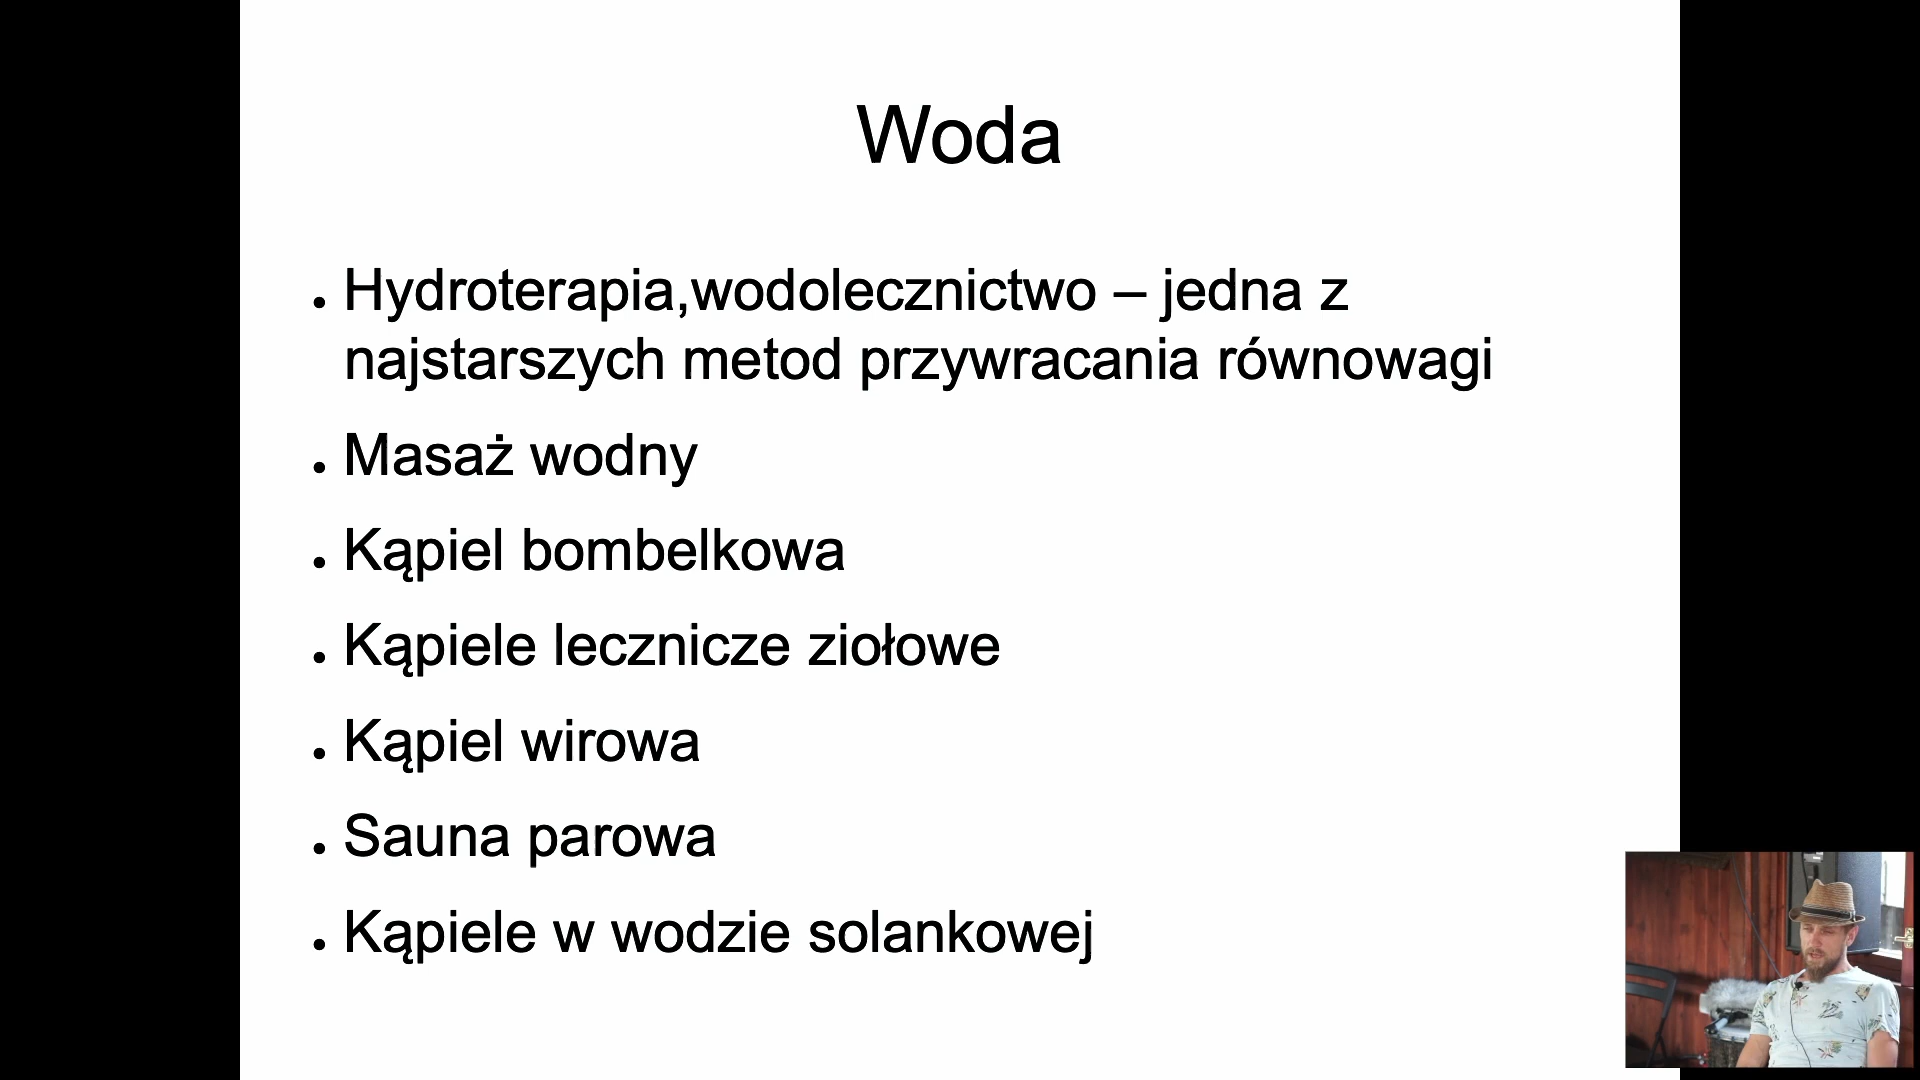 Woda
• Hydroterapia,wodolecznictwo – jedna z
najstarszych metod przywracania równowagi
• Masaż wodny
• Kąpiel bombelkowa
• Kąpiele lecznicze ziołowe
• Kąpiel wirowa
• Sauna parowa
• Kąpiele w wodzie solankowej